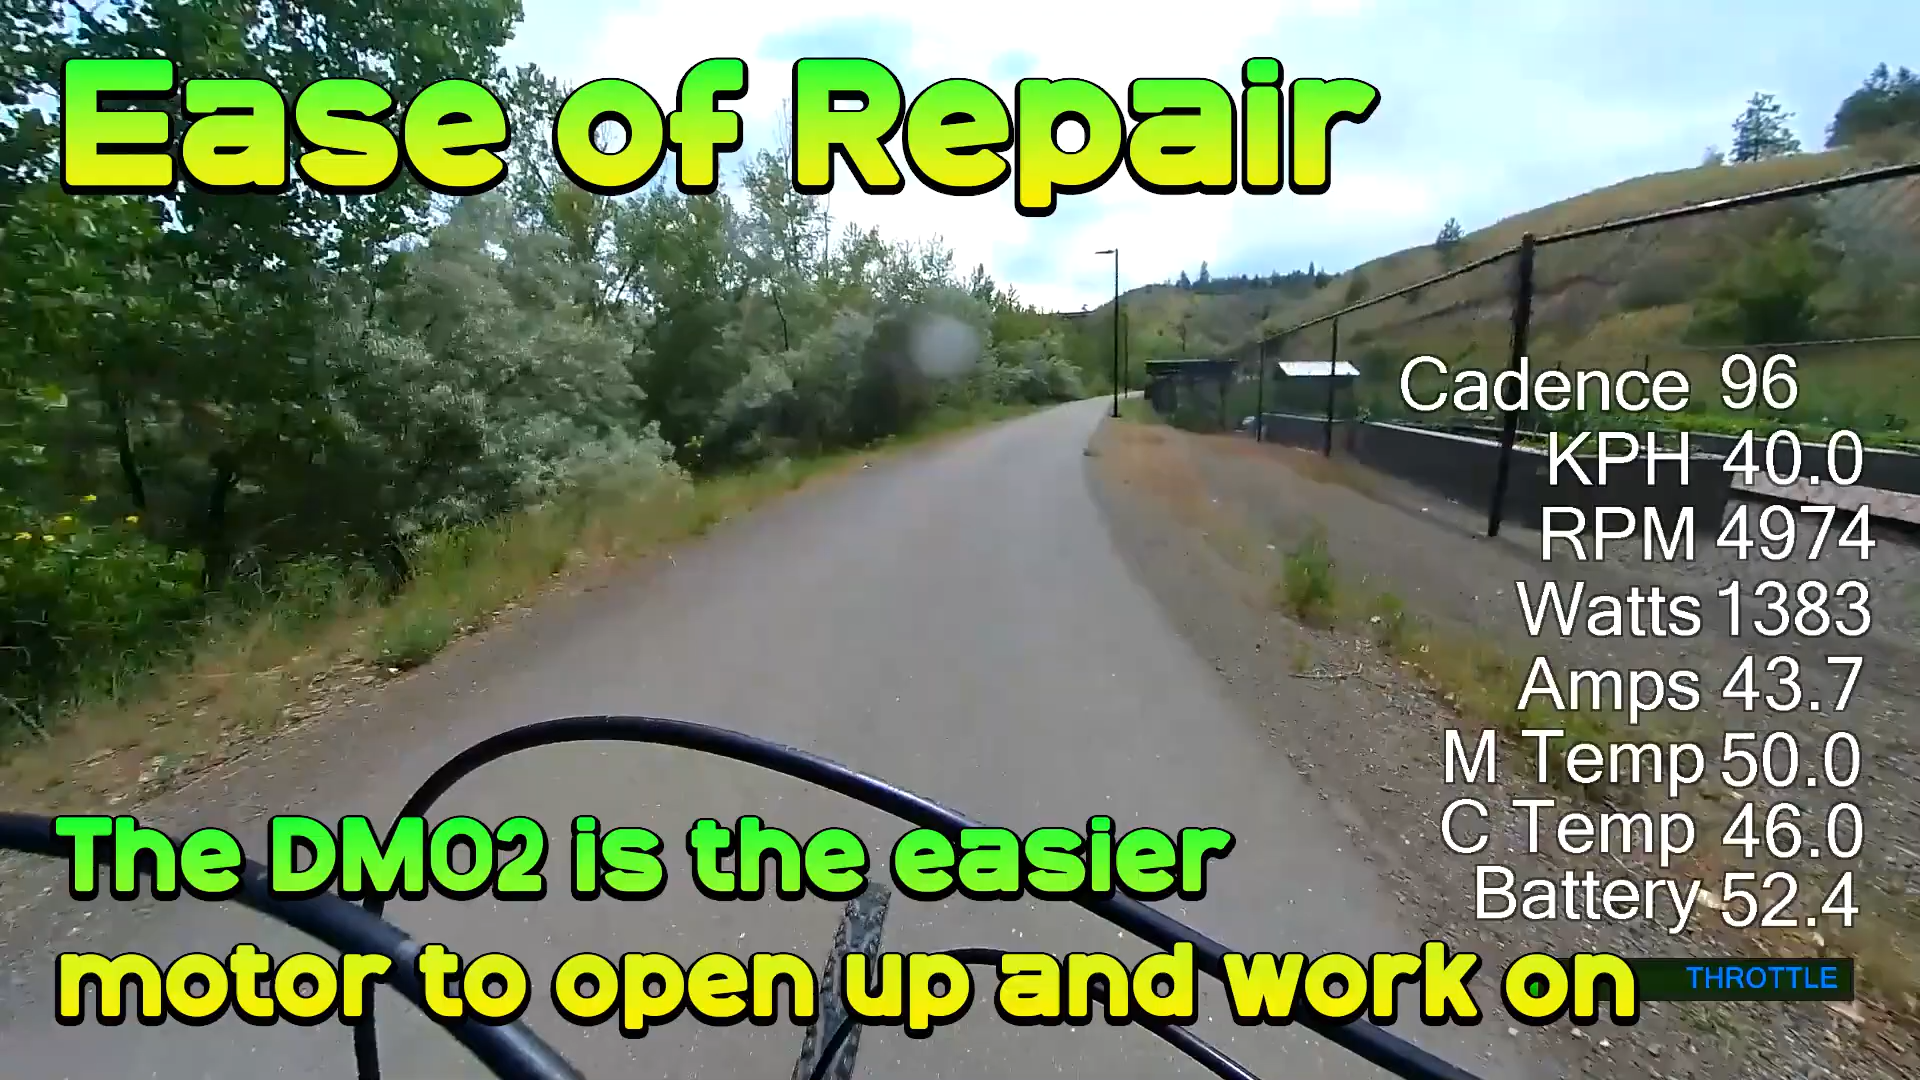 Ease of Repair
Cadence 96
KPH 40.0
RPM 4974
Watts 1383
Amps 43.7
M Temp 50.0
C Temp 46.0
Battery 52.4
The DM02 is the easier
motor to open up and work on
THROTTLE